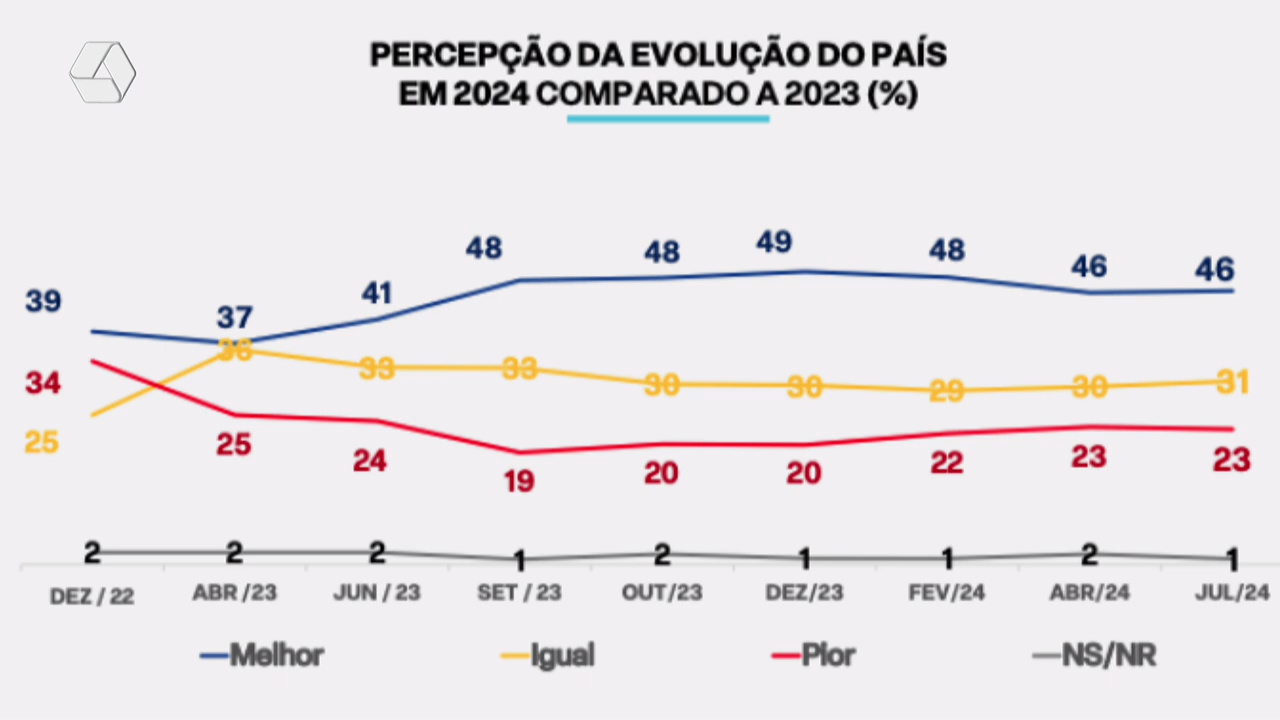 PERCEPÇÃO DA EVOLUÇÃO DO PAÍS
EM 2024 COMPARADO A 2023 (%)
39 37 41 48 48 49 48 46 46
34 25 24 19 20 20 22 23 23
25 36 33 33 30 30 29 30 31
2 2 2 1 2 1 1 2 1
DEZ / 22 ABR /23 JUN / 23 SET / 23 OUT/23 DEZ/23 FEV/24 ABR/24 JUL/24
Melhor Igual Pior NS/NR